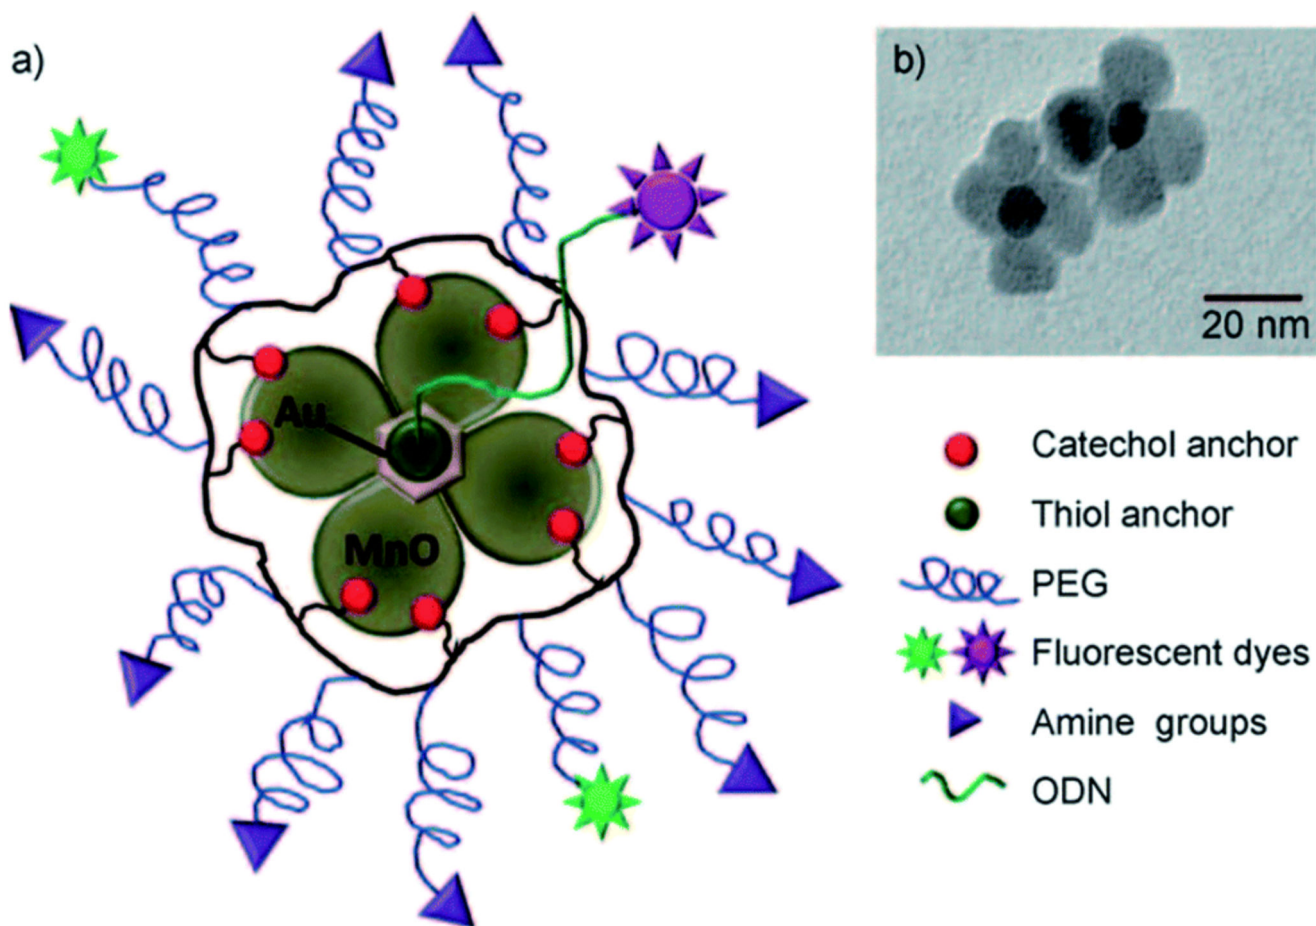 a)
Au
MnO
b)
20 nm
Catechol anchor
Thiol anchor
PEG
Fluorescent dyes
Amine groups
ODN